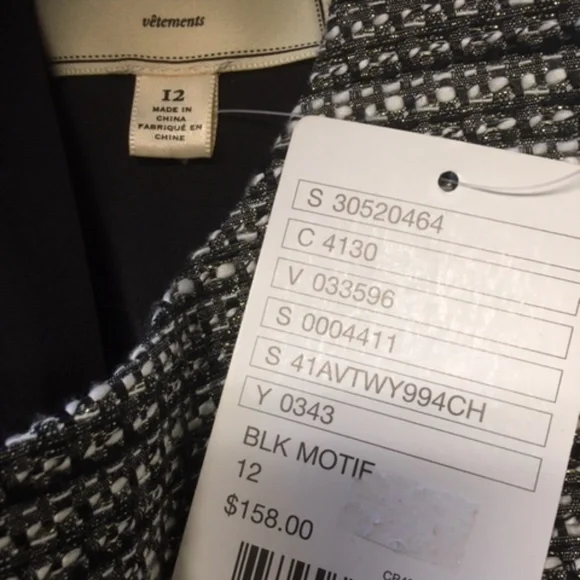 vêtements
12
MADE IN
CHINA
FABRIQUÉ EN
CHINE
S 30520464
C 4130
V 033596
S 0004411
S 41AVTWY994CH
Y 0343
BLK MOTIF
12
$158.00